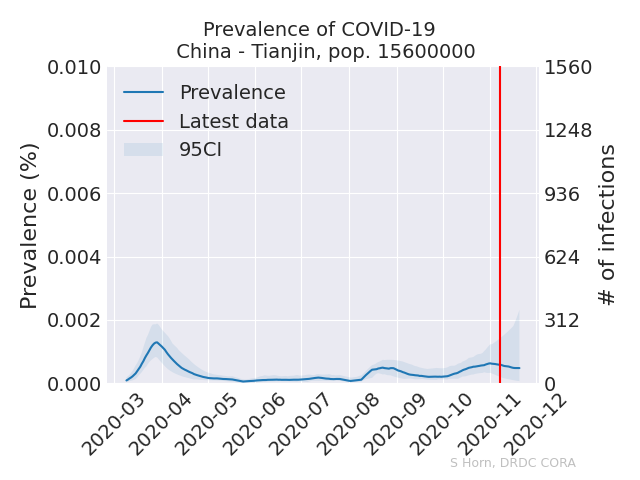 Prevalence of COVID-19
China - Tianjin, pop. 15600000
Prevalence
Latest data
95CI
Prevalence (%)
0.010
0.008
0.006
0.004
0.002
0.000
# of infections
1560
1248
936
624
312
0
2020-03
2020-04
2020-05
2020-06
2020-07
2020-08
2020-09
2020-10
2020-11
2020-12
S Horn, DRDC CORA